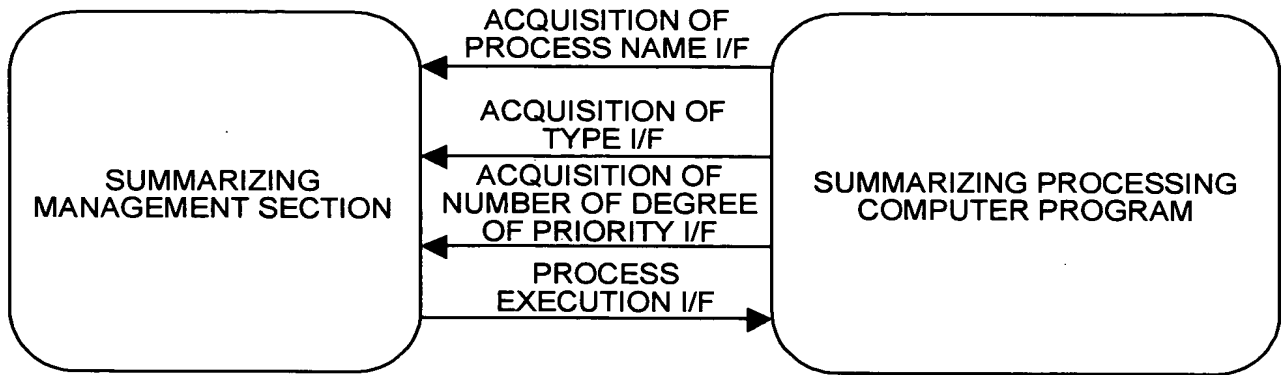 SUMMARIZING
MANAGEMENT SECTION
ACQUISITION OF
PROCESS NAME I/F
ACQUISITION OF
TYPE I/F
ACQUISITION OF
NUMBER OF DEGREE
OF PRIORITY I/F
PROCESS
EXECUTION I/F
SUMMARIZING PROCESSING
COMPUTER PROGRAM